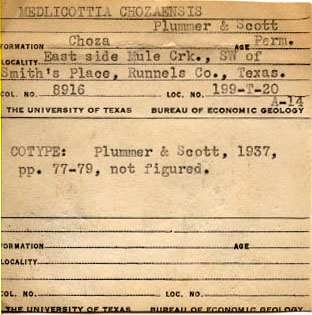 MEDLICOTTIA CHOZAENSIS
Plummer & Scott
FORMATION Choza AGE Perm.
LOCALITY East side Mule Crk., SW of
Smith's Place, Runnels Co., Texas.
COL. NO. 8916 LOC. NO. 199-T-20
A-14
THE UNIVERSITY OF TEXAS BUREAU OF ECONOMIC GEOLOGY
COTYPE: Plummer & Scott, 1937,
pp. 77-79, not figured.
FORMATION AGE
LOCALITY
COL. NO. LOC. NO.
THE UNIVERSITY OF TEXAS BUREAU OF ECONOMIC GEOLOGY